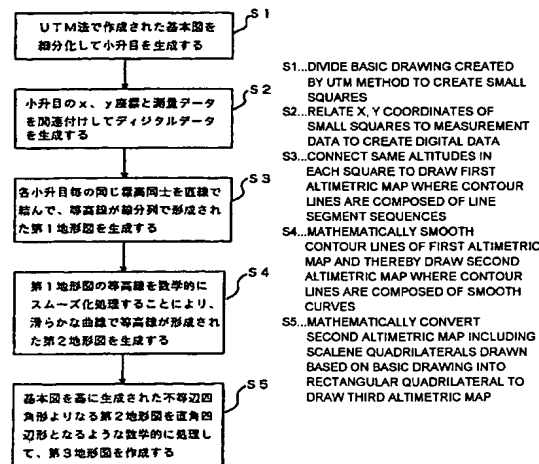 S1
UTM法で作成された基本図を
細分化して小升目を生成する
S2
小升目のx、y座標と測量データ
を関連付けしてディジタルデータ
を生成する
S3
各小升目毎の同じ標高同士を直線で
結んで、等高線が線分列で形成され
た第1地形図を生成する
S4
第1地形図の等高線を数学的に
スムーズ化処理することにより、
滑らかな曲線で等高線が形成され
た第2地形図を生成する
S5
基本図を基に生成された不等辺四
角形よりなる第2地形図を直角四
辺形となるような数学的に処理し
て、第3地形図を作成する
S1...DIVIDE BASIC DRAWING CREATED
BY UTM METHOD TO CREATE SMALL
SQUARES
S2...RELATE X, Y COORDINATES OF
SMALL SQUARES TO MEASUREMENT
DATA TO CREATE DIGITAL DATA
S3...CONNECT SAME ALTITUDES IN
EACH SQUARE TO DRAW FIRST
ALTIMETRIC MAP WHERE CONTOUR
LINES ARE COMPOSED OF LINE
SEGMENT SEQUENCES
S4...MATHEMATICALLY SMOOTH
CONTOUR LINES OF FIRST ALTIMETRIC
MAP AND THEREBY DRAW SECOND
ALTIMETRIC MAP WHERE CONTOUR
LINES ARE COMPOSED OF SMOOTH
CURVES
S5...MATHEMATICALLY CONVERT
SECOND ALTIMETRIC MAP INCLUDING
SCALENE QUADRILATERALS DRAWN
BASED ON BASIC DRAWING INTO
RECTANGULAR QUADRILATERAL TO
DRAW THIRD ALTIMETRIC MAP